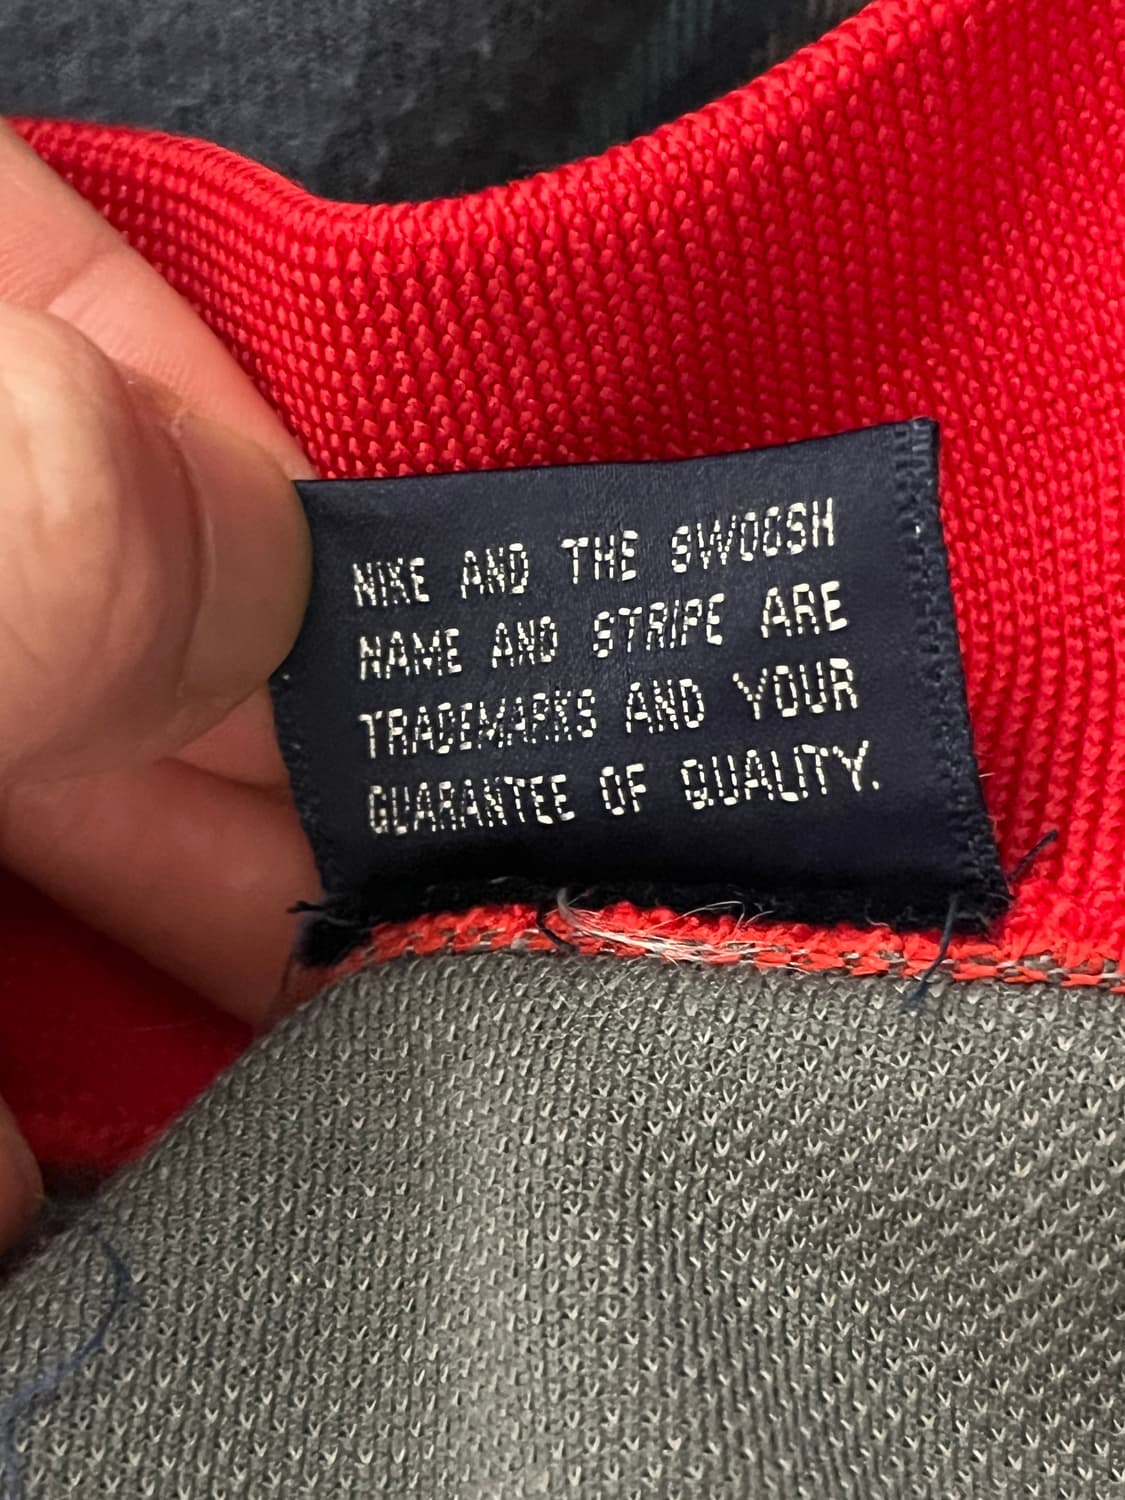 NIKE AND THE SWOOSH
NAME AND STRIPE ARE
TRADEMARKS AND YOUR
GUARANTEE OF QUALITY.